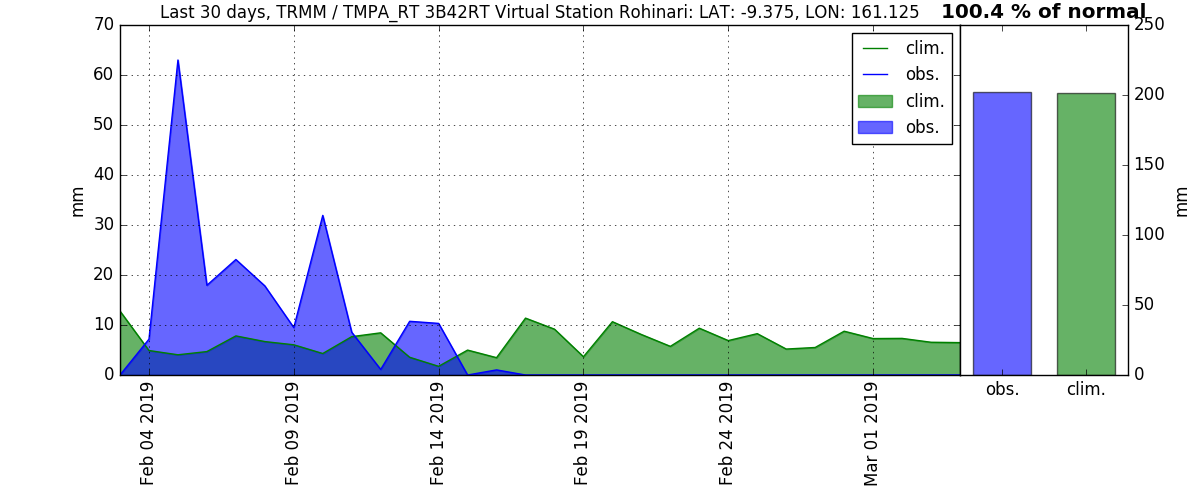 Last 30 days, TRMM / TMPA_RT 3B42RT Virtual Station Rohinari: LAT: -9.375, LON: 161.125
100.4 % of normal
70
60
50
40
30
20
10
0
mm
clim.
obs.
clim.
obs.
Feb 04 2019
Feb 09 2019
Feb 14 2019
Feb 19 2019
Feb 24 2019
Mar 01 2019
250
200
150
100
50
0
mm
obs.
clim.